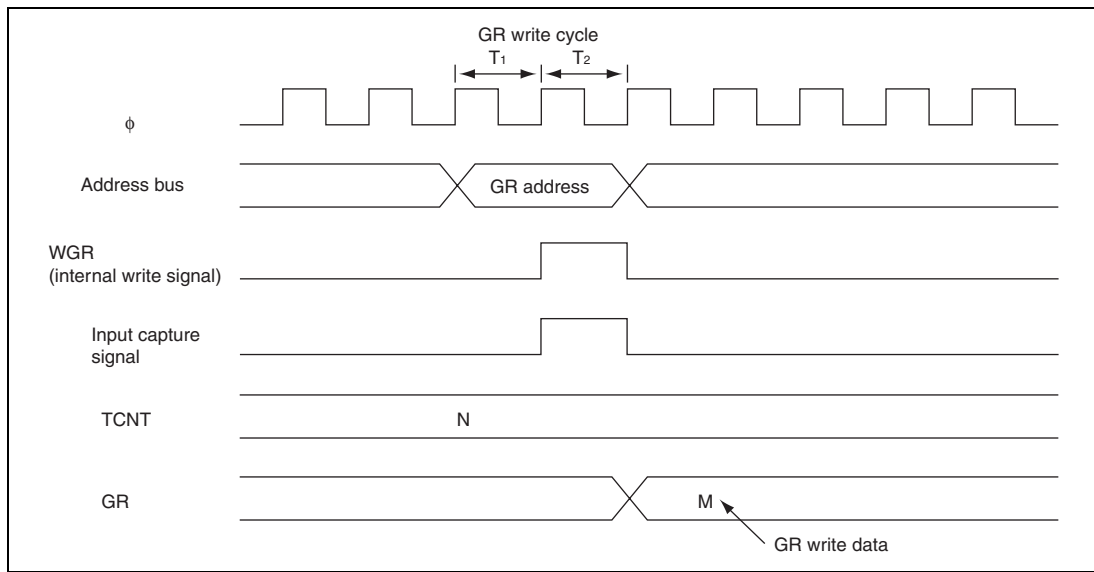 GR write cycle
T1 T2
ϕ
Address bus
GR address
WGR
(internal write signal)
Input capture
signal
TCNT
N
GR
M
GR write data